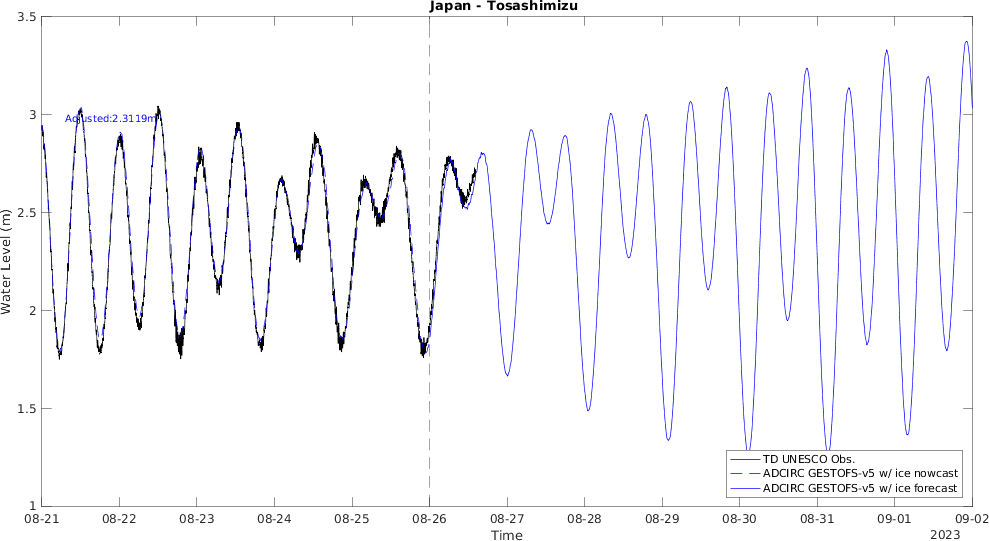 Japan - Tosashimizu
Water Level (m)
3.5
3
2.5
2
1.5
1
Adjusted:2.3119m
TD UNESCO Obs.
ADCIRC GESTOFS-v5 w/ ice nowcast
ADCIRC GESTOFS-v5 w/ ice forecast
08-21 08-22 08-23 08-24 08-25 08-26 08-27 08-28 08-29 08-30 08-31 09-01 09-02
Time
2023